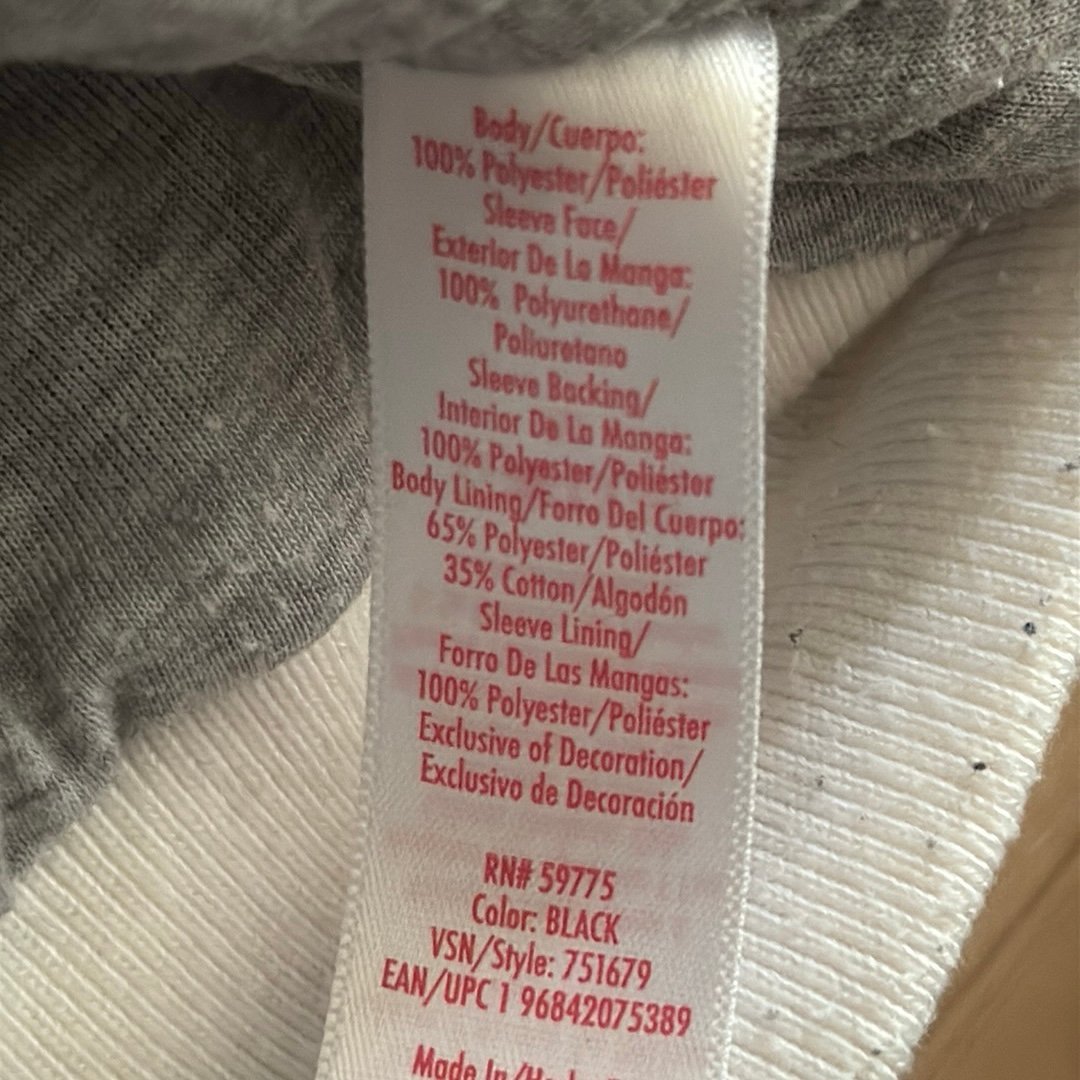 Body/Cuerpo:
100% Polyester/Poliéster
Sleeve Face/
Exterior De La Manga:
100% Polyurethane/
Poliuretano
Sleeve Backing/
Interior De La Manga:
100% Polyester/Poliéster
Body Lining/Forro Del Cuerpo:
65% Polyester/Poliéster
35% Cotton/Algodón
Sleeve Lining/
Forro De Las Mangas:
100% Polyester/Poliéster
Exclusive of Decoration/
Exclusivo de Decoración
RN# 59775
Color: BLACK
VSN/Style: 751679
EAN/UPC 1 96842075389
Made In/